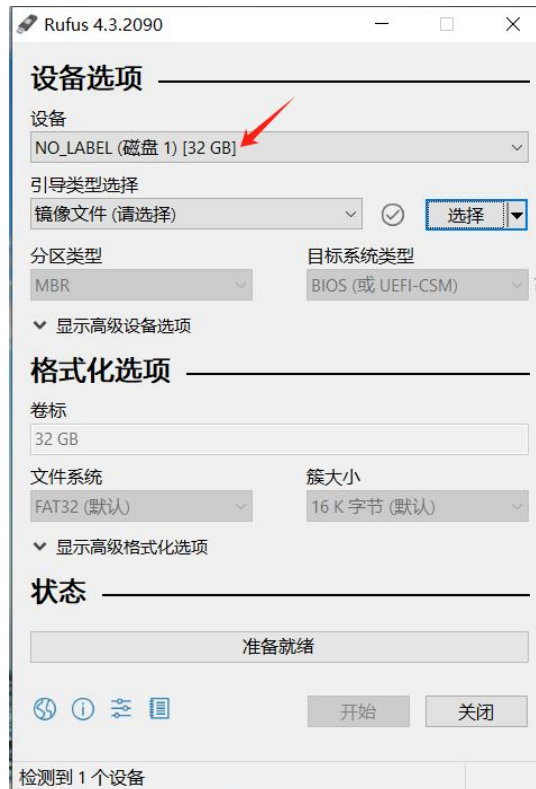 Rufus 4.3.2090
设备选项
设备
NO_LABEL (磁盘 1) [32 GB]
引导类型选择
镜像文件 (请选择)
选择
分区类型
目标系统类型
MBR
BIOS (或 UEFI-CSM)
?
显示高级设备选项
格式化选项
卷标
32 GB
文件系统
簇大小
FAT32 (默认)
16 K 字节 (默认)
显示高级格式化选项
状态
准备就绪
开始
关闭
检测到 1 个设备